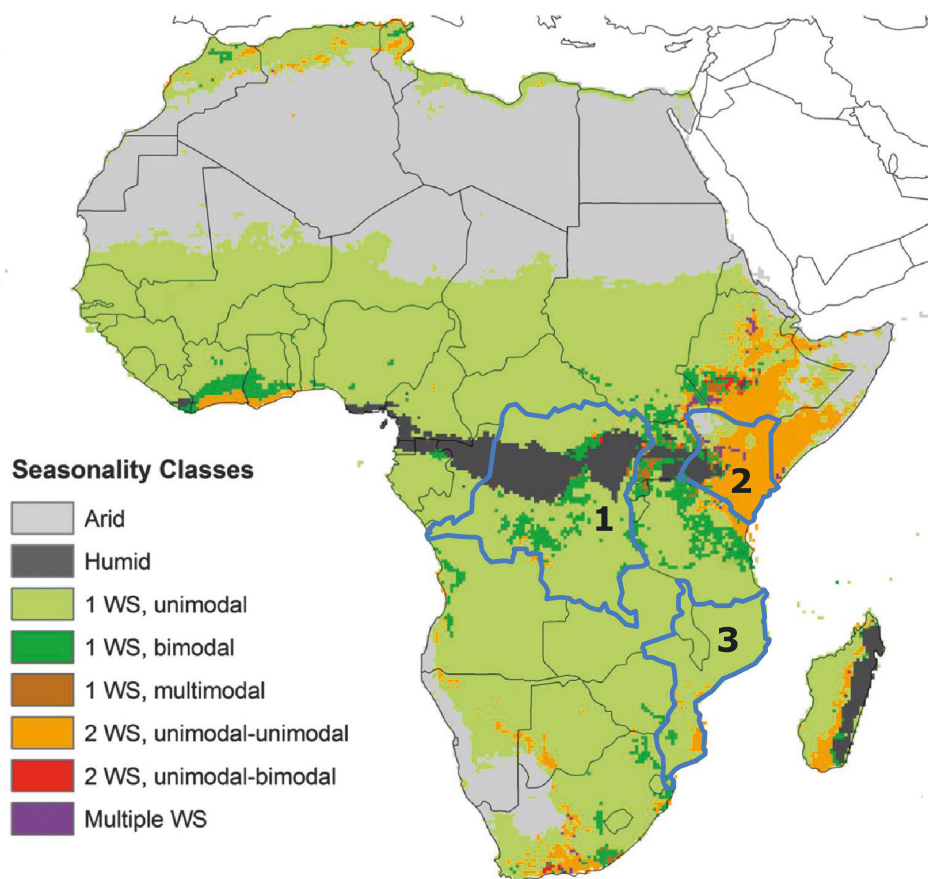 1
2
3
Seasonality Classes
Arid
Humid
1 WS, unimodal
1 WS, bimodal
1 WS, multimodal
2 WS, unimodal-unimodal
2 WS, unimodal-bimodal
Multiple WS